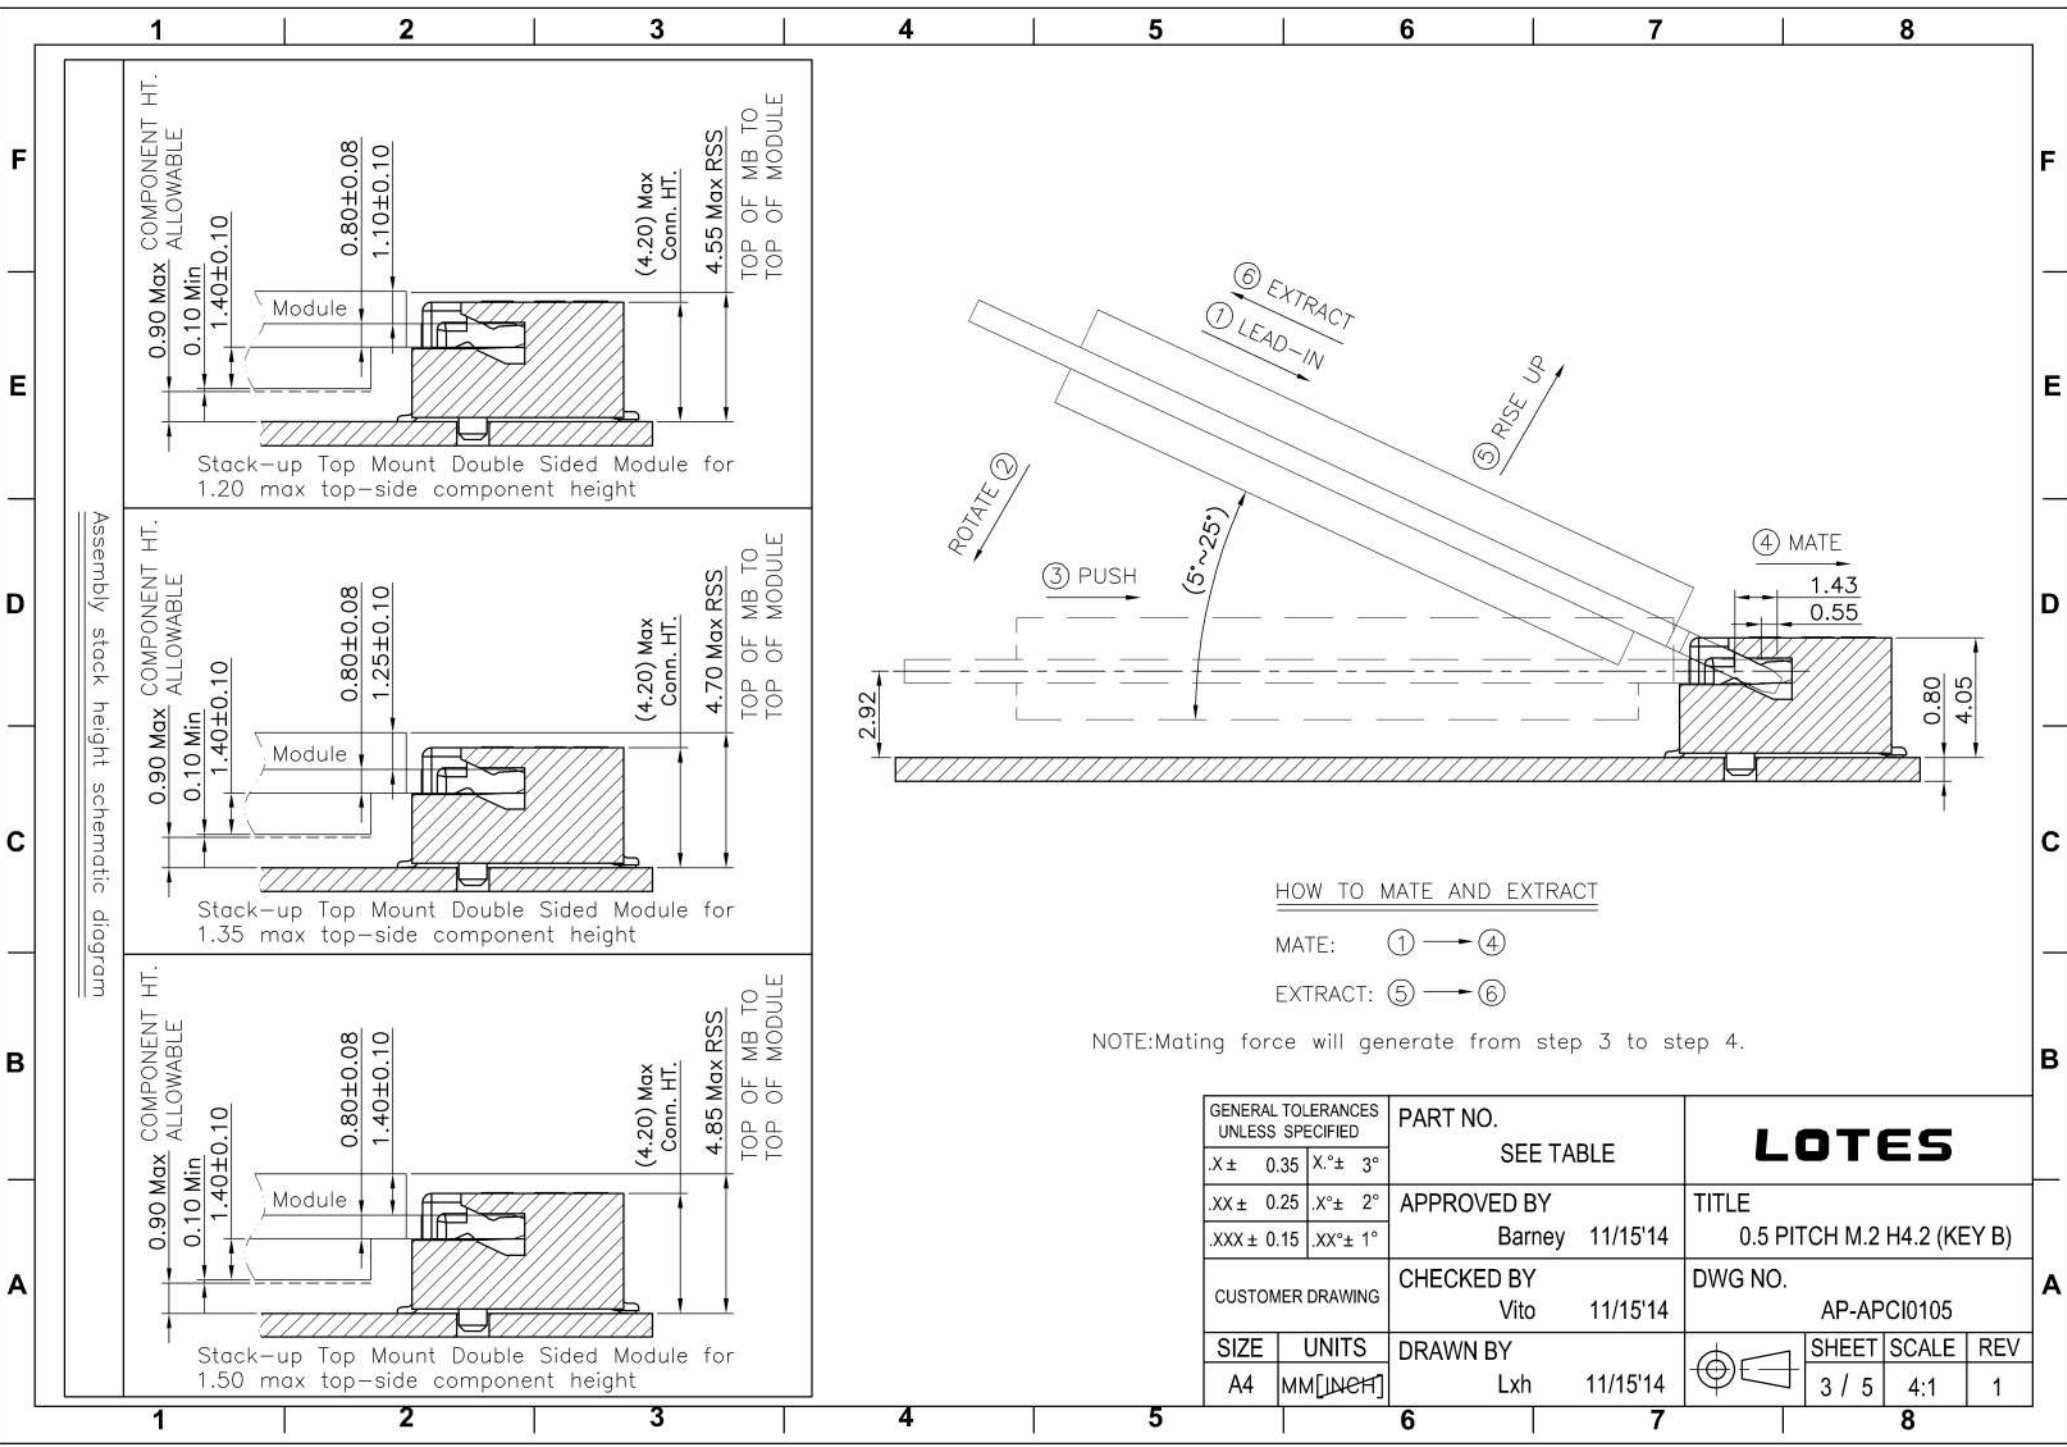 1 2 3 4 5 6 7 8
F
E
D
C
B
A
Assembly stack height schematic diagram
COMPONENT HT.
ALLOWABLE
0.90 Max
0.10 Min
1.40±0.10
0.80±0.08
1.10±0.10
(4.20) Max
Conn. HT.
4.55 Max RSS
TOP OF MB TO
TOP OF MODULE
Module
Stack-up Top Mount Double Sided Module for
1.20 max top-side component height
COMPONENT HT.
ALLOWABLE
0.90 Max
0.10 Min
1.40±0.10
0.80±0.08
1.25±0.10
(4.20) Max
Conn. HT.
4.70 Max RSS
TOP OF MB TO
TOP OF MODULE
Module
Stack-up Top Mount Double Sided Module for
1.35 max top-side component height
COMPONENT HT.
ALLOWABLE
0.90 Max
0.10 Min
1.40±0.10
0.80±0.08
1.40±0.10
(4.20) Max
Conn. HT.
4.85 Max RSS
TOP OF MB TO
TOP OF MODULE
Module
Stack-up Top Mount Double Sided Module for
1.50 max top-side component height
⑥ EXTRACT
① LEAD-IN
⑤ RISE UP
ROTATE ②
(5°~25°)
③ PUSH
④ MATE
1.43
0.55
2.92
0.80
4.05
HOW TO MATE AND EXTRACT
MATE: ① → ④
EXTRACT: ⑤ → ⑥
NOTE:Mating force will generate from step 3 to step 4.
GENERAL TOLERANCES
UNLESS SPECIFIED
.X ± 0.35 X.°± 3°
.XX ± 0.25 .X°± 2°
.XXX ± 0.15 .XX°± 1°
CUSTOMER DRAWING
SIZE UNITS
A4 MM[INCH]
PART NO.
SEE TABLE
APPROVED BY
Barney 11/15'14
CHECKED BY
Vito 11/15'14
DRAWN BY
Lxh 11/15'14
LOTES
TITLE
0.5 PITCH M.2 H4.2 (KEY B)
DWG NO.
AP-APCI0105
SHEET SCALE REV
3 / 5 4:1 1
F
E
D
C
B
A
1 2 3 4 5 6 7 8